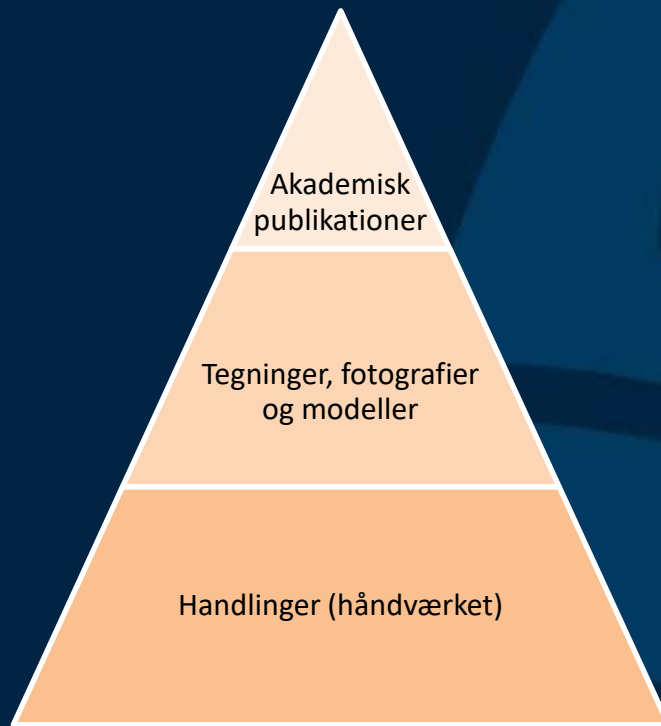 Akademisk
publikationer
Tegninger, fotografier
og modeller
Handlinger (håndværket)